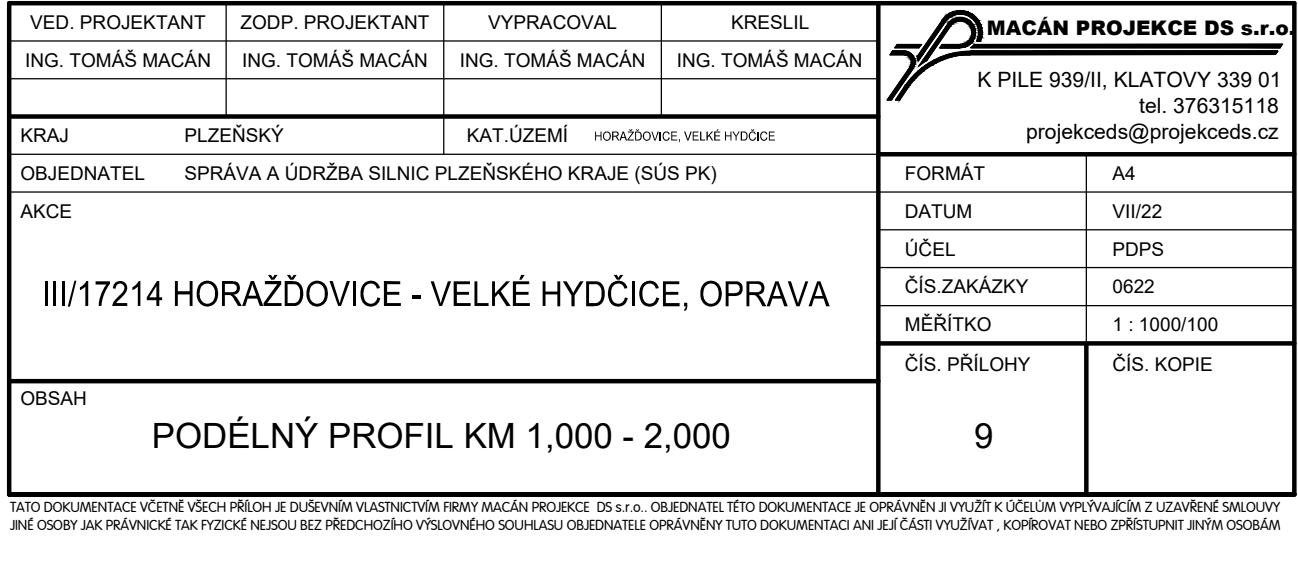 VED. PROJEKTANT ZODP. PROJEKTANT VYPRACOVAL KRESLIL
ING. TOMÁŠ MACÁN ING. TOMÁŠ MACÁN ING. TOMÁŠ MACÁN ING. TOMÁŠ MACÁN
MACÁN PROJEKCE DS s.r.o.
K PILE 939/II, KLATOVY 339 01
tel. 376315118
projekceds@projekceds.cz
KRAJ PLZEŇSKÝ KAT.ÚZEMÍ HORAŽĎOVICE, VELKÉ HYDČICE
OBJEDNATEL SPRÁVA A ÚDRŽBA SILNIC PLZEŇSKÉHO KRAJE (SÚS PK)
AKCE
III/17214 HORAŽĎOVICE - VELKÉ HYDČICE, OPRAVA
FORMÁT A4
DATUM VII/22
ÚČEL PDPS
ČÍS.ZAKÁZKY 0622
MĚŘÍTKO 1 : 1000/100
ČÍS. PŘÍLOHY ČÍS. KOPIE
OBSAH
PODÉLNÝ PROFIL KM 1,000 - 2,000
9
TATO DOKUMENTACE VČETNĚ VŠECH PŘÍLOH JE DUŠEVNÍM VLASTNICTVÍM FIRMY MACÁN PROJEKCE DS s.r.o.. OBJEDNATEL TÉTO DOKUMENTACE JE OPRÁVNĚN JI VYUŽÍT K ÚČELŮM VYPLÝVAJÍCÍM Z UZAVŘENÉ SMLOUVY
JINÉ OSOBY JAK PRÁVNICKÉ TAK FYZICKÉ NEJSOU BEZ PŘEDCHOZÍHO VÝSLOVNÉHO SOUHLASU OBJEDNATELE OPRÁVNĚNY TUTO DOKUMENTACI ANI JEJÍ ČÁSTI VYUŽÍVAT , KOPÍROVAT NEBO ZPŘÍSTUPNIT JINÝM OSOBÁM